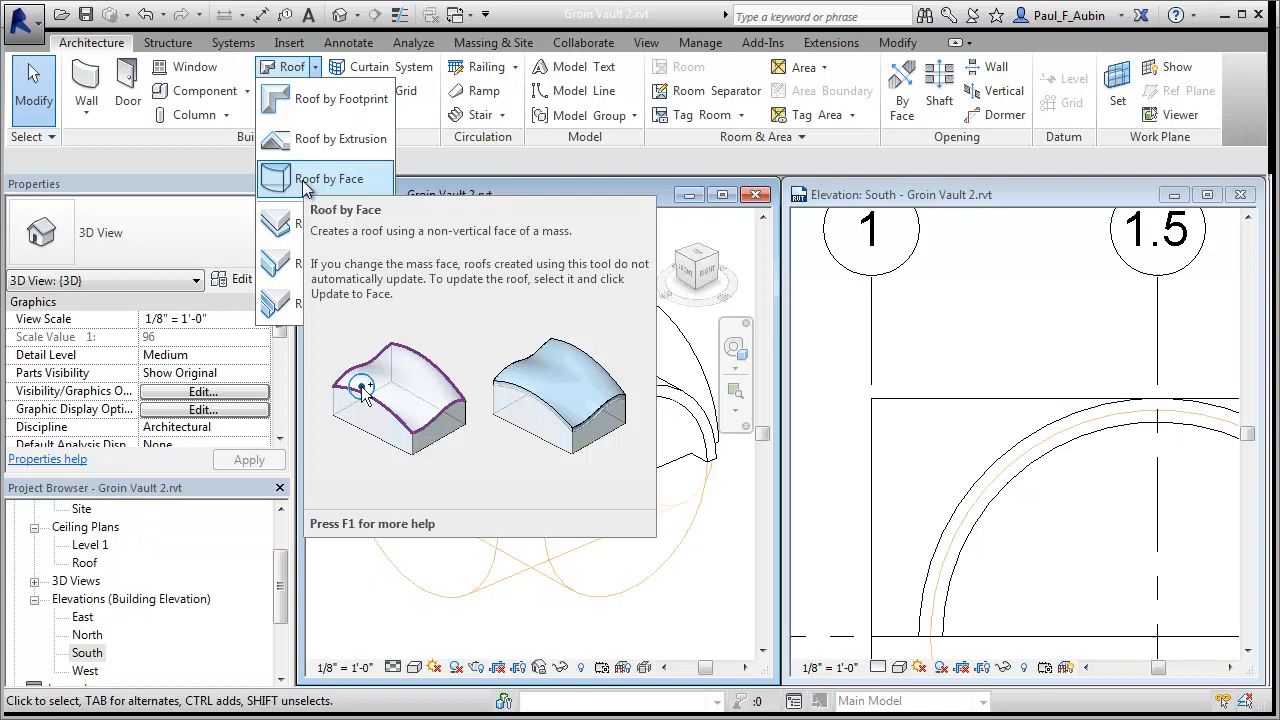 Groin Vault 2.rvt
Type a keyword or phrase
Paul_F_Aubin
Architecture Structure Systems Insert Annotate Analyze Massing & Site Collaborate View Manage Add-Ins Extensions Modify
Modify
Select
Wall
Door
Window
Component
Column
Roof
Curtain System
Grid
Roof by Footprint
Roof by Extrusion
Roof by Face
Railing
Ramp
Stair
Circulation
Model Text
Model Line
Model Group
Model
Room
Room Separator
Tag Room
Area
Area Boundary
Tag Area
Room & Area
By
Face
Shaft
Wall
Vertical
Dormer
Opening
Level
Grid
Datum
Set
Show
Ref Plane
Viewer
Work Plane
Properties
3D View
3D View: {3D}
Edit
Graphics
View Scale 1/8" = 1'-0"
Scale Value 1: 96
Detail Level Medium
Parts Visibility Show Original
Visibility/Graphics O... Edit...
Graphic Display Opti... Edit...
Discipline Architectural
Default Analysis Disp None
Properties help Apply
Project Browser - Groin Vault 2.rvt
Site
Ceiling Plans
Level 1
Roof
3D Views
Elevations (Building Elevation)
East
North
South
West
Groin Vault 2.rvt
Roof by Face
Creates a roof using a non-vertical face of a mass.
If you change the mass face, roofs created using this tool do not
automatically update. To update the roof, select it and click
Update to Face.
Press F1 for more help
FRONT RIGHT
1/8" = 1'-0"
Elevation: South - Groin Vault 2.rvt
1 1.5
1/8" = 1'-0"
Click to select, TAB for alternates, CTRL adds, SHIFT unselects.
:0
Main Model